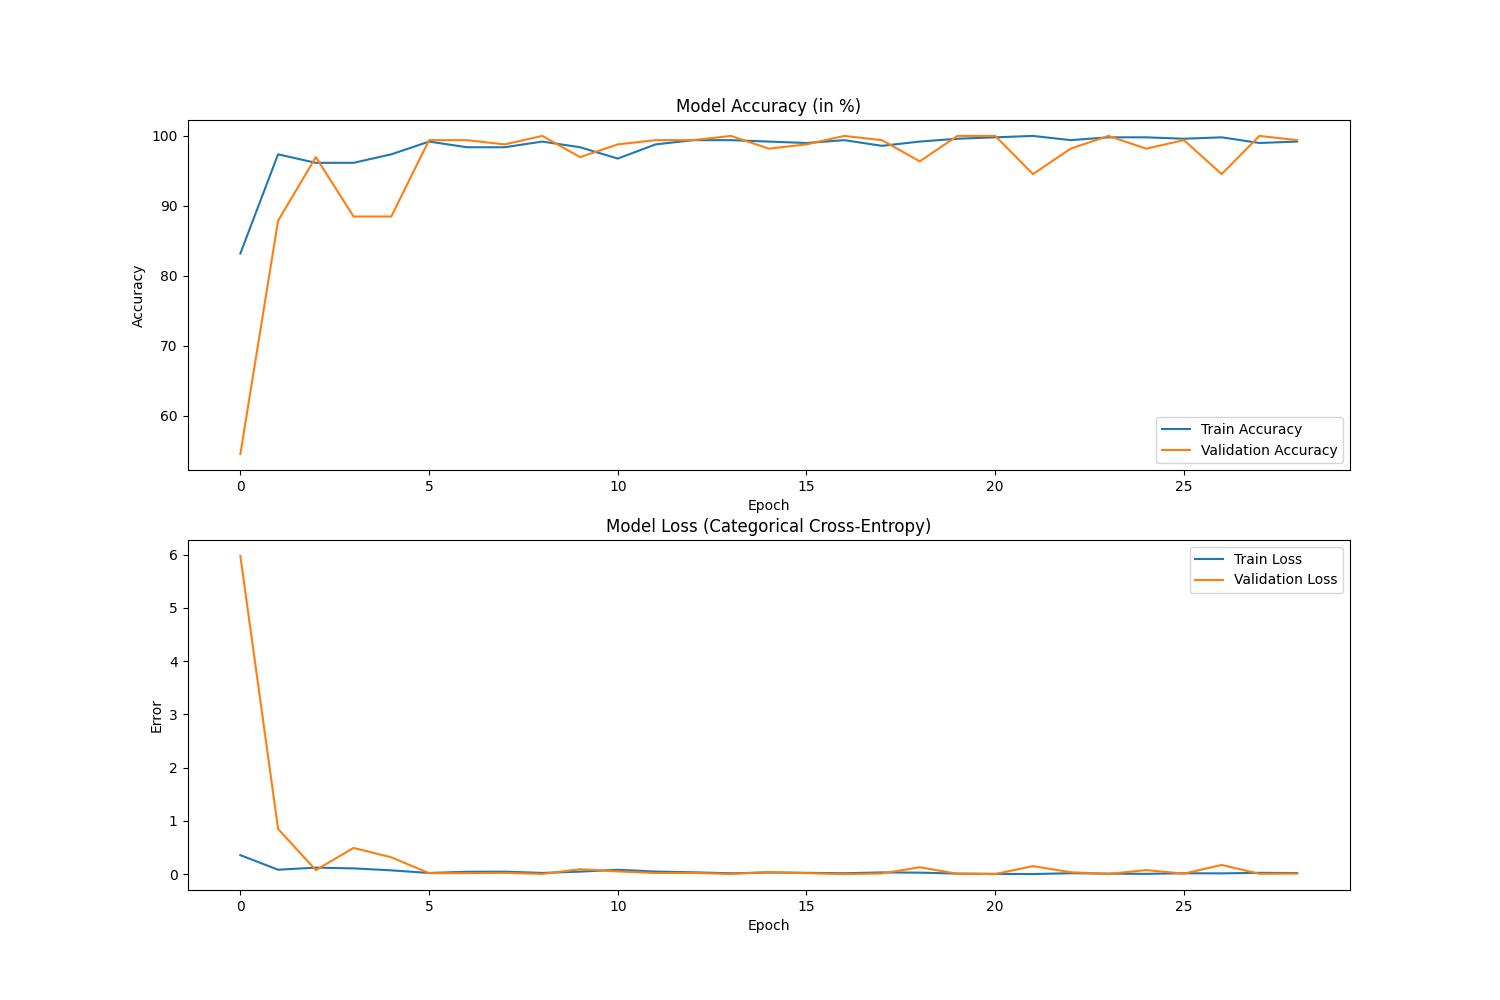 Model Accuracy (in %)
100
90
80
70
60
Accuracy
Train Accuracy
Validation Accuracy
0 5 10 15 20 25
Epoch
Model Loss (Categorical Cross-Entropy)
6
5
4
3
2
1
0
Error
Train Loss
Validation Loss
0 5 10 15 20 25
Epoch